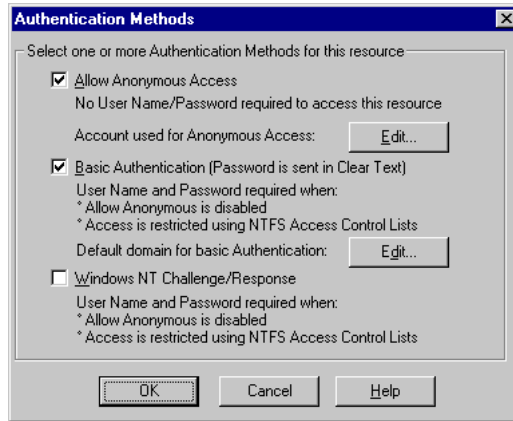 Authentication Methods
Select one or more Authentication Methods for this resource
Allow Anonymous Access
No User Name/Password required to access this resource
Account used for Anonymous Access: Edit...
Basic Authentication (Password is sent in Clear Text)
User Name and Password required when:
* Allow Anonymous is disabled
* Access is restricted using NTFS Access Control Lists
Default domain for basic Authentication: Edit...
Windows NT Challenge/Response
User Name and Password required when:
* Allow Anonymous is disabled
* Access is restricted using NTFS Access Control Lists
OK Cancel Help